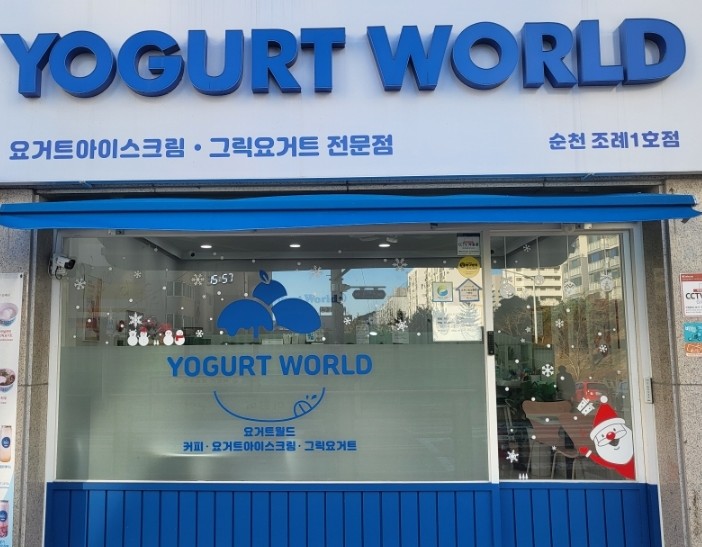 YOGURT WORLD
요거트아이스크림 · 그릭요거트 전문점
순천 조례1호점
15:57
YOGURT WORLD
요거트월드
커피 · 요거트아이스크림 · 그릭요거트
CCTV